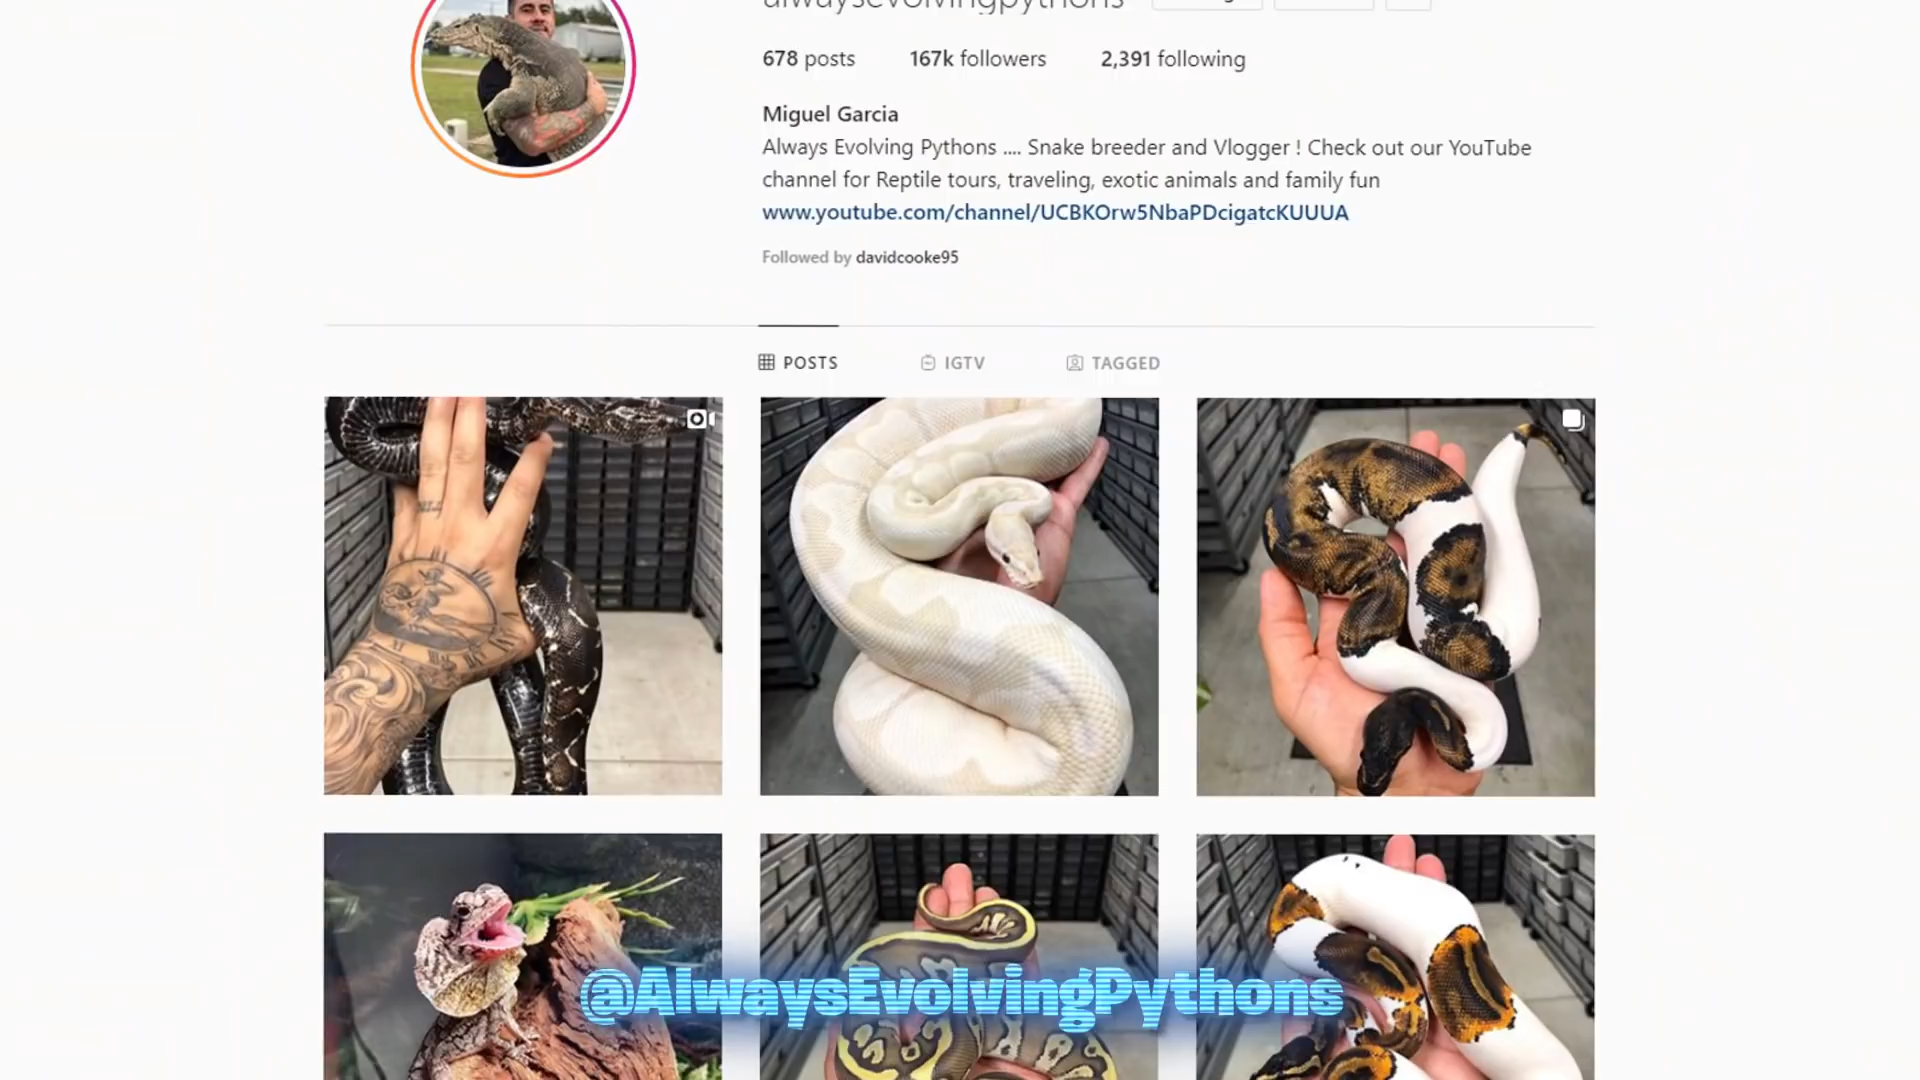 alwaysevolvingpythons
678 posts 167k followers 2,391 following
Miguel Garcia
Always Evolving Pythons .... Snake breeder and Vlogger ! Check out our YouTube
channel for Reptile tours, traveling, exotic animals and family fun
www.youtube.com/channel/UCBKOrw5NbaPDcigatcKUUUA
Followed by davidcooke95
POSTS IGTV TAGGED
@AlwaysEvolvingPythons